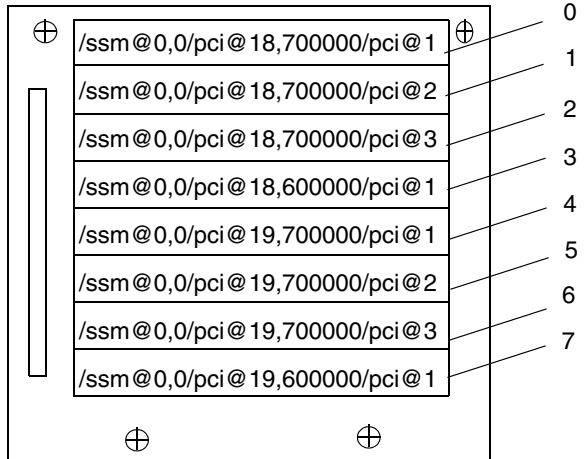 /ssm@0,0/pci@18,700000/pci@1 0
/ssm@0,0/pci@18,700000/pci@2 1
/ssm@0,0/pci@18,700000/pci@3 2
/ssm@0,0/pci@18,600000/pci@1 3
/ssm@0,0/pci@19,700000/pci@1 4
/ssm@0,0/pci@19,700000/pci@2 5
/ssm@0,0/pci@19,700000/pci@3 6
/ssm@0,0/pci@19,600000/pci@1 7